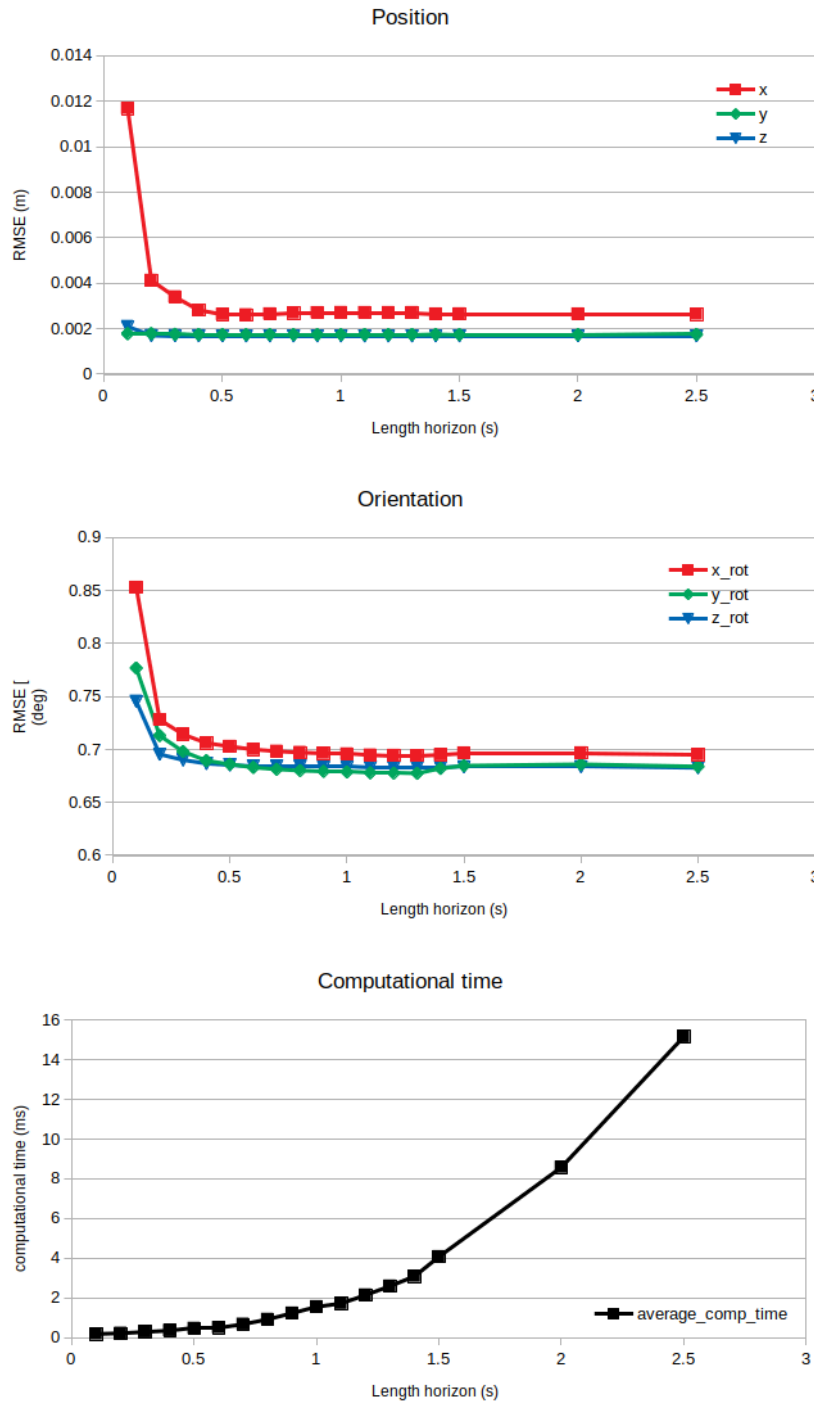 Position
0.014
0.012
0.01
0.008
0.006
0.004
0.002
0
RMSE (m)
x
y
z
0 0.5 1 1.5 2 2.5 3
Length horizon (s)
Orientation
0.9
0.85
0.8
0.75
0.7
0.65
0.6
RMSE [
(deg)
x_rot
y_rot
z_rot
0 0.5 1 1.5 2 2.5 3
Length horizon (s)
Computational time
16
14
12
10
8
6
4
2
0
computational time (ms)
average_comp_time
0 0.5 1 1.5 2 2.5 3
Length horizon (s)